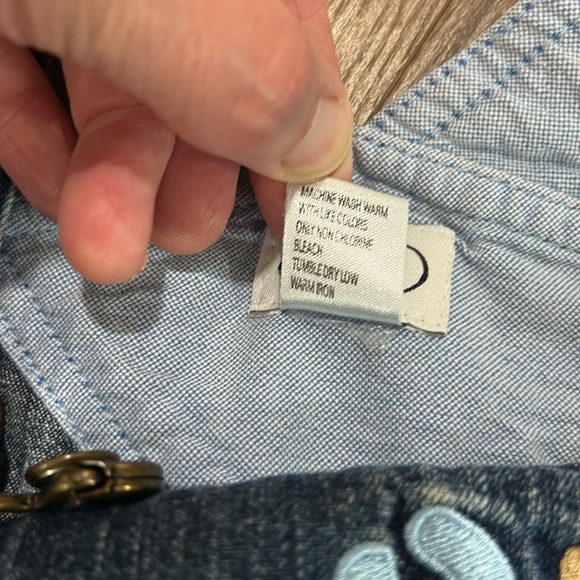 MACHINE WASH WARM
WITH LIKE COLORS
ONLY NON CHLORINE
BLEACH
TUMBLE DRY LOW
WARM IRON